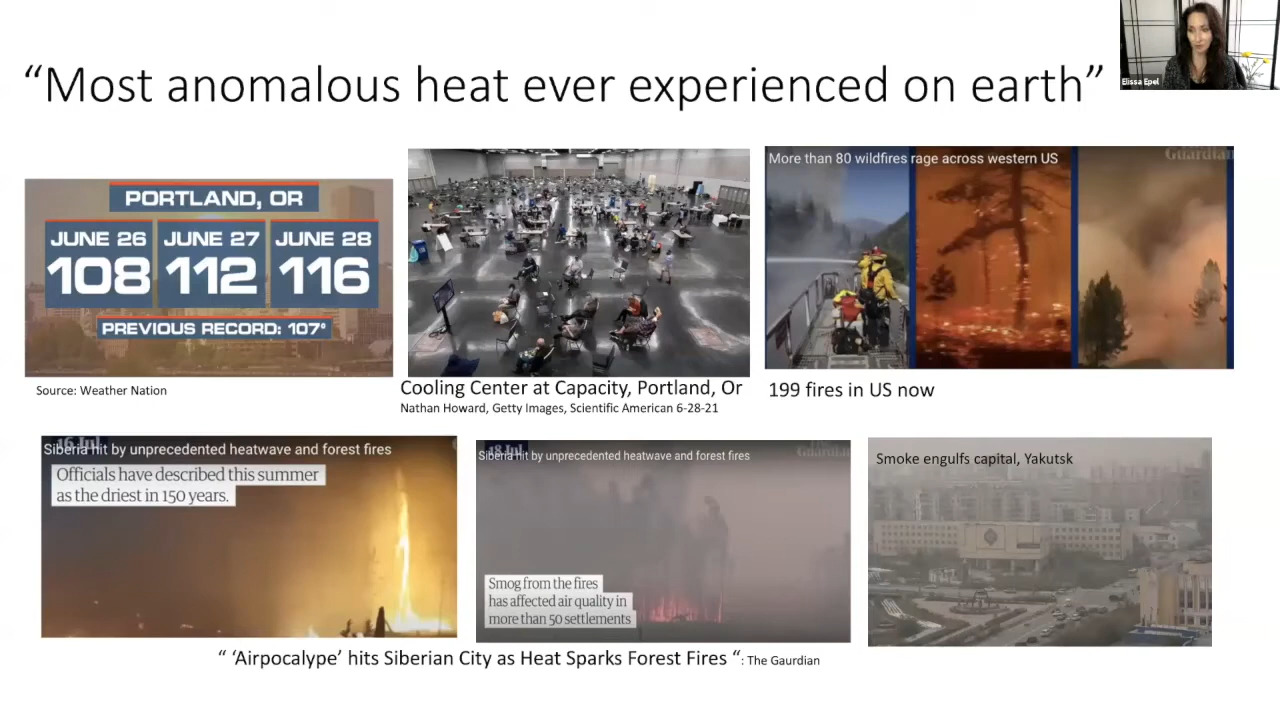 “Most anomalous heat ever experienced on earth”
Elissa Epel
PORTLAND, OR
JUNE 26 JUNE 27 JUNE 28
108 112 116
PREVIOUS RECORD: 107°
Source: Weather Nation
Cooling Center at Capacity, Portland, Or
Nathan Howard, Getty Images, Scientific American 6-28-21
More than 80 wildfires rage across western US
Guardian
199 fires in US now
16 Jul
Siberia hit by unprecedented heatwave and forest fires
Officials have described this summer
as the driest in 150 years.
18 Jul
Siberia hit by unprecedented heatwave and forest fires
Guardian
Smog from the fires
has affected air quality in
more than 50 settlements
Smoke engulfs capital, Yakutsk
“ ‘Airpocalype’ hits Siberian City as Heat Sparks Forest Fires “: The Gaurdian